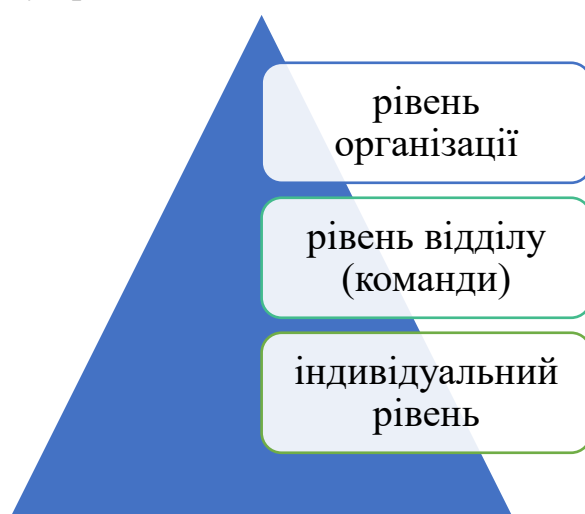 рівень
організації
рівень відділу
(команди)
індивідуальний
рівень